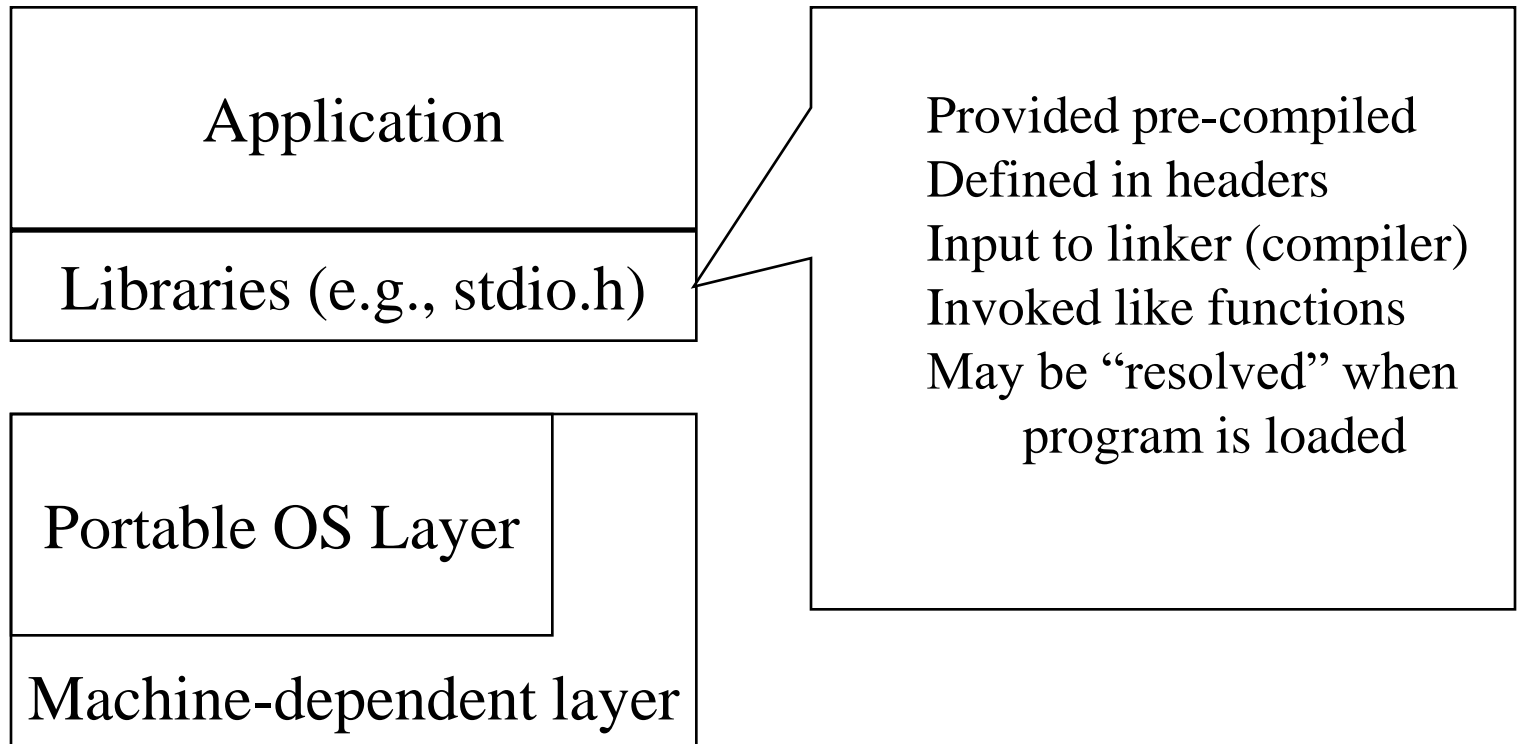 Application
Libraries (e.g., stdio.h)
Portable OS Layer
Machine-dependent layer
Provided pre-compiled
Defined in headers
Input to linker (compiler)
Invoked like functions
May be “resolved” when
program is loaded